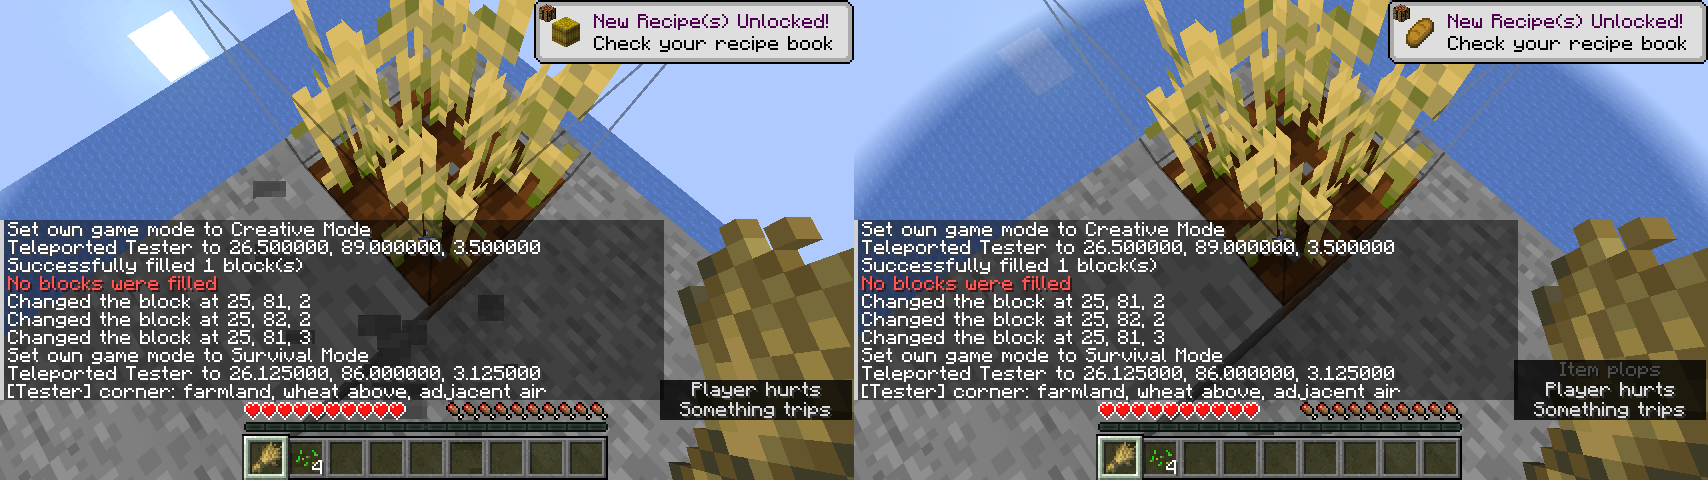 New Recipe(s) Unlocked!
Check your recipe book
Set own game mode to Creative Mode
Teleported Tester to 26.500000, 89.000000, 3.500000
Successfully filled 1 block(s)
No blocks were filled
Changed the block at 25, 81, 2
Changed the block at 25, 82, 2
Changed the block at 25, 81, 3
Set own game mode to Survival Mode
Teleported Tester to 26.125000, 86.000000, 3.125000
[Tester] corner: farmland, wheat above, adjacent air
Player hurts
Something trips
4
New Recipe(s) Unlocked!
Check your recipe book
Set own game mode to Creative Mode
Teleported Tester to 26.500000, 89.000000, 3.500000
Successfully filled 1 block(s)
No blocks were filled
Changed the block at 25, 81, 2
Changed the block at 25, 82, 2
Changed the block at 25, 81, 3
Set own game mode to Survival Mode
Teleported Tester to 26.125000, 86.000000, 3.125000
[Tester] corner: farmland, wheat above, adjacent air
Item plops
Player hurts
Something trips
4